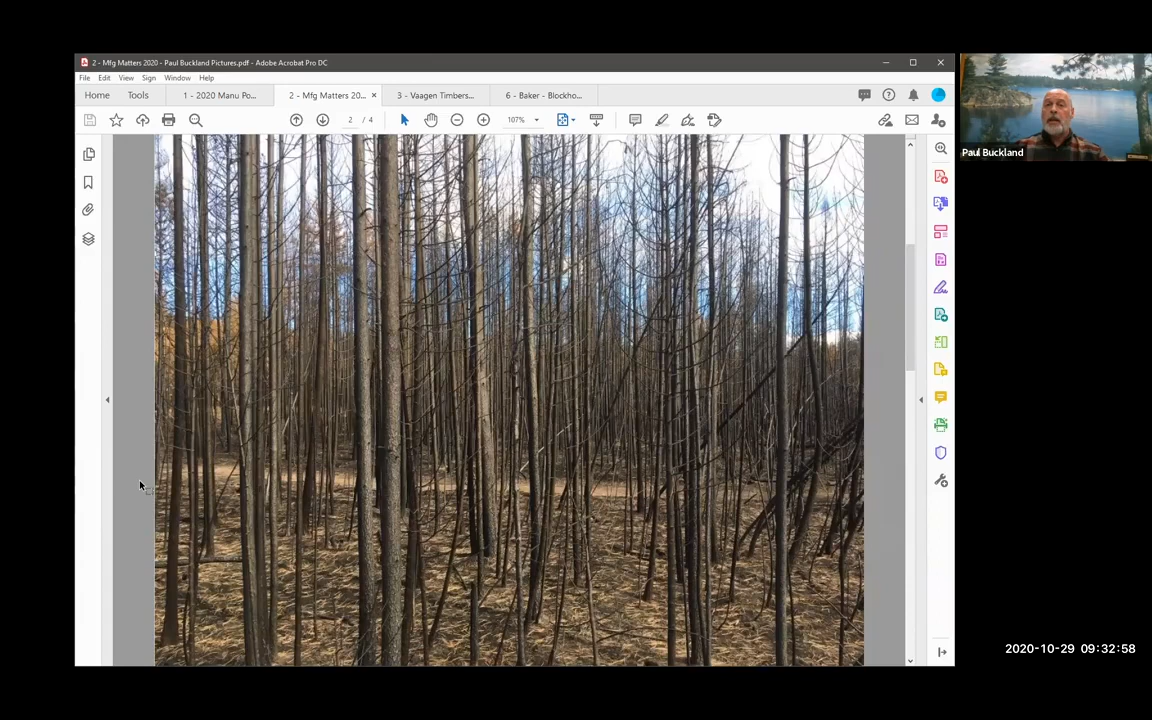 2 - Mfg Matters 2020 - Paul Buckland Pictures.pdf - Adobe Acrobat Pro DC
File Edit View Sign Window Help
Home Tools 1 - 2020 Manu Po... 2 - Mfg Matters 20... × 3 - Vaagen Timbers... 6 - Baker - Blockho...
2 / 4 107%
Paul Buckland
2020-10-29 09:32:58